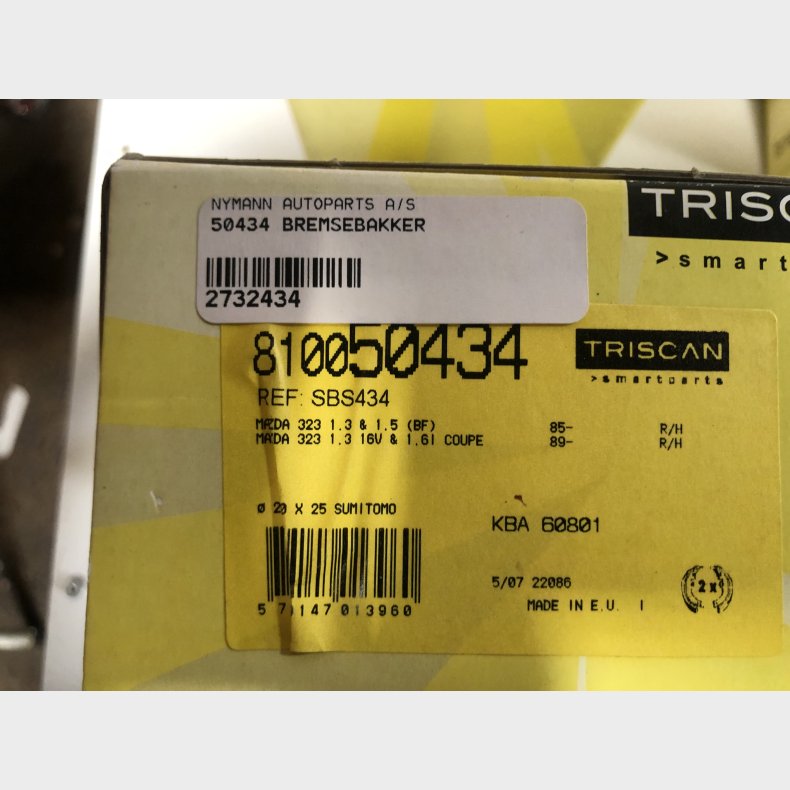 NYMANN AUTOPARTS A/S
50434 BREMSEBAKKER
2732434
TRISC
>smart
810050434
TRISCAN
>smartparts
REF: SBS434
MAZDA 323 1.3 & 1.5 (BF) 85- R/H
MAZDA 323 1.3 16V & 1.6I COUPE 89- R/H
Ø 20 X 25 SUMITOMO
KBA 60801
5/07 22086
2x
5 7 147 013960
MADE IN E.U. I